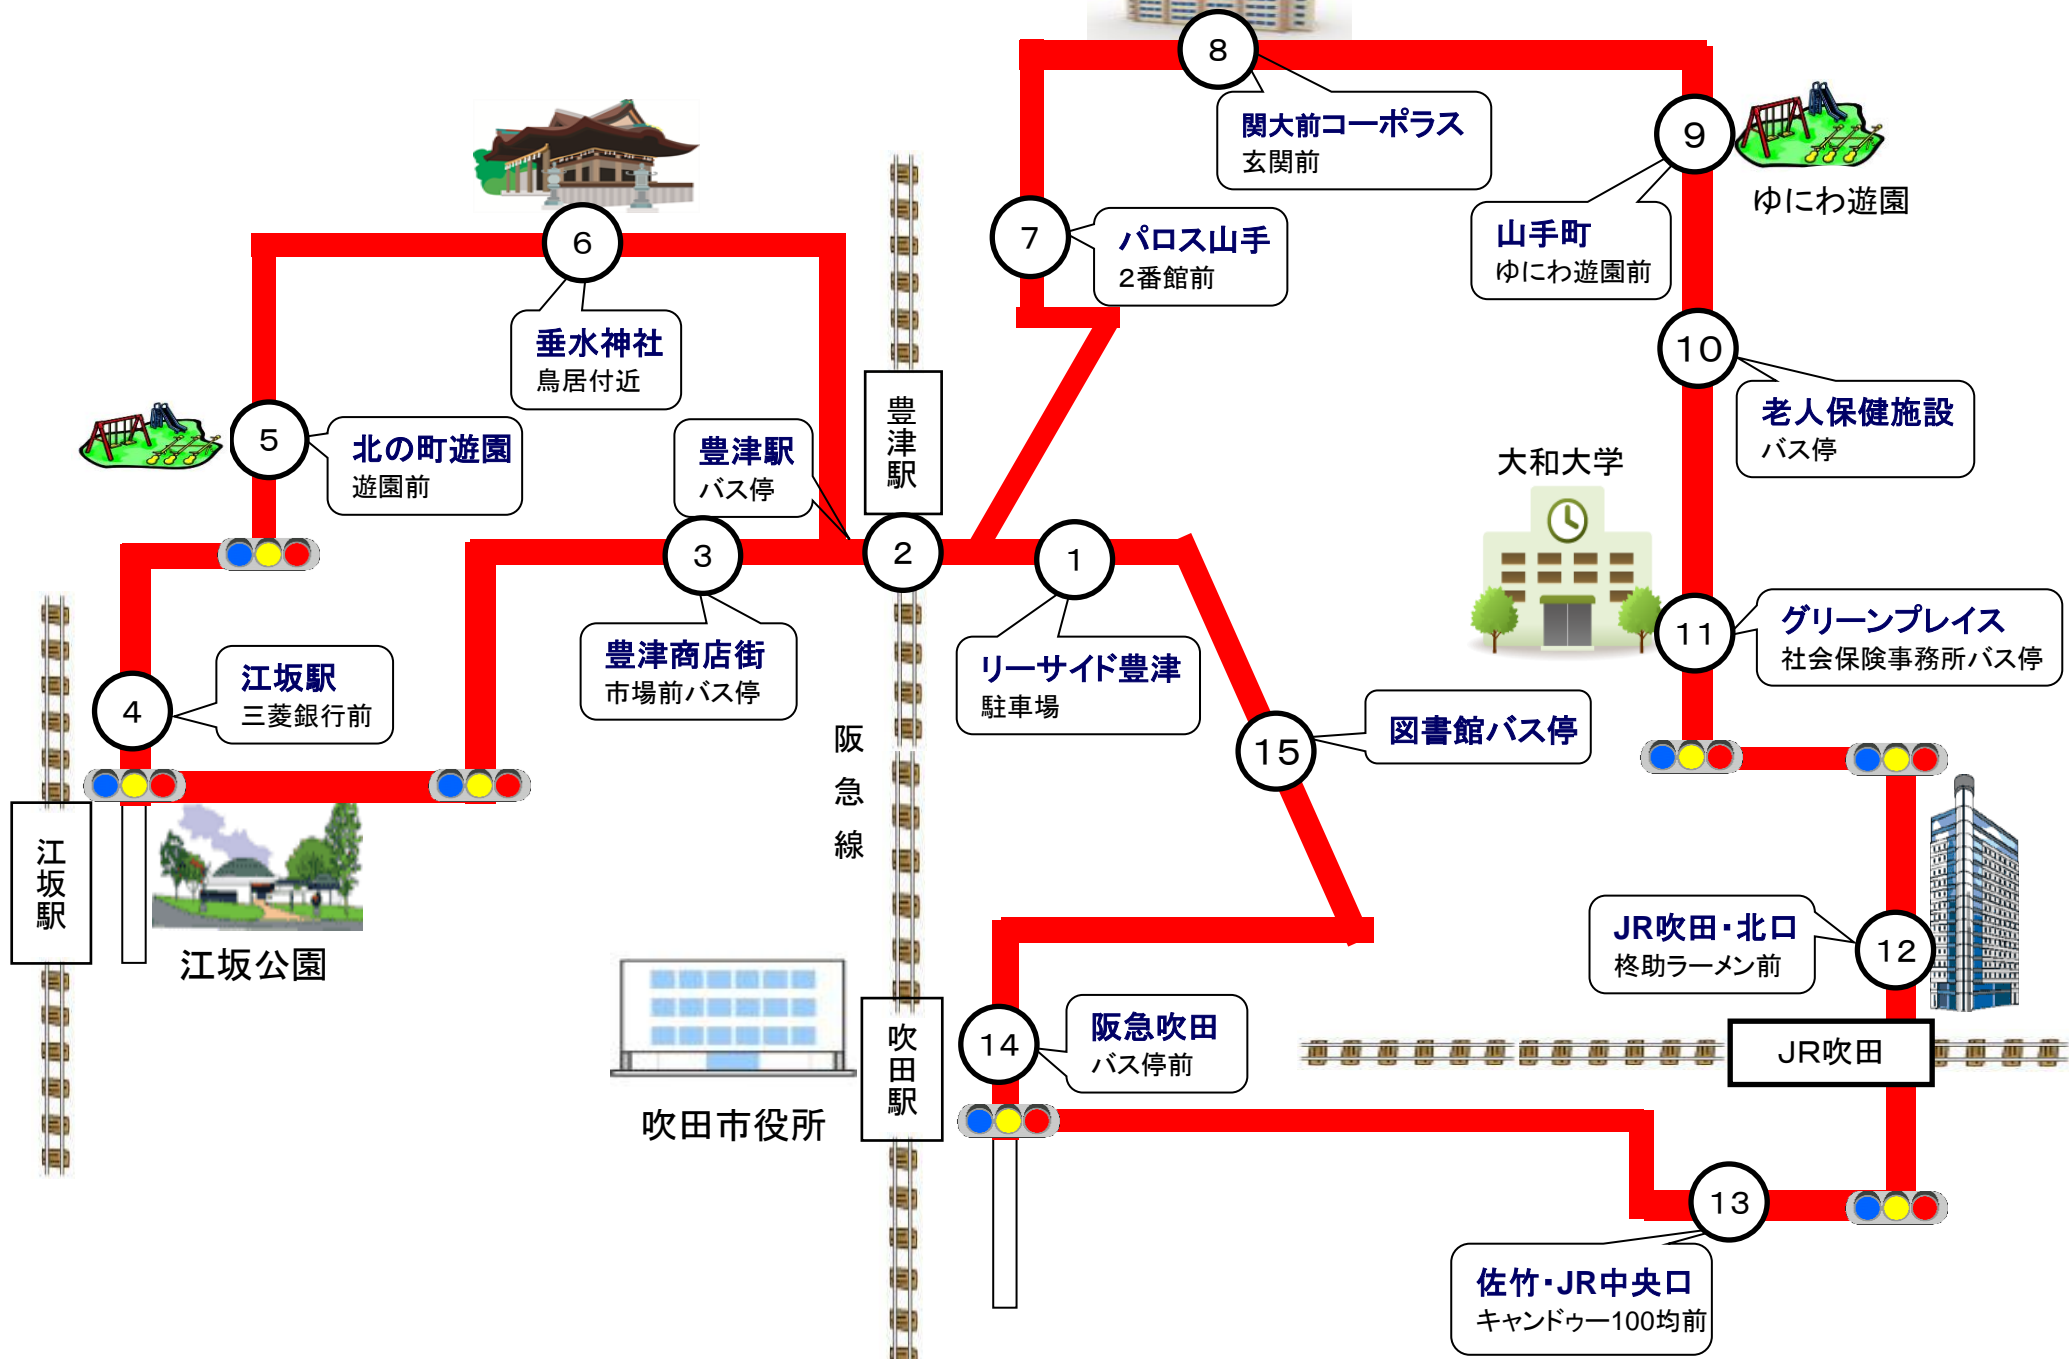 8
関大前コーポラス
玄関前
9
ゆにわ遊園
山手町
ゆにわ遊園前
7
パロス山手
2番館前
6
垂水神社
鳥居付近
10
老人保健施設
バス停
5
北の町遊園
遊園前
豊津駅
バス停
豊津駅
大和大学
3
豊津商店街
市場前バス停
2
1
リーサイド豊津
駐車場
11
グリーンプレイス
社会保険事務所バス停
4
江坂駅
三菱銀行前
15
図書館バス停
阪急線
江坂駅
江坂公園
JR吹田・北口
柊助ラーメン前
12
14
阪急吹田
バス停前
吹田駅
吹田市役所
JR吹田
13
佐竹・JR中央口
キャンドゥー100均前